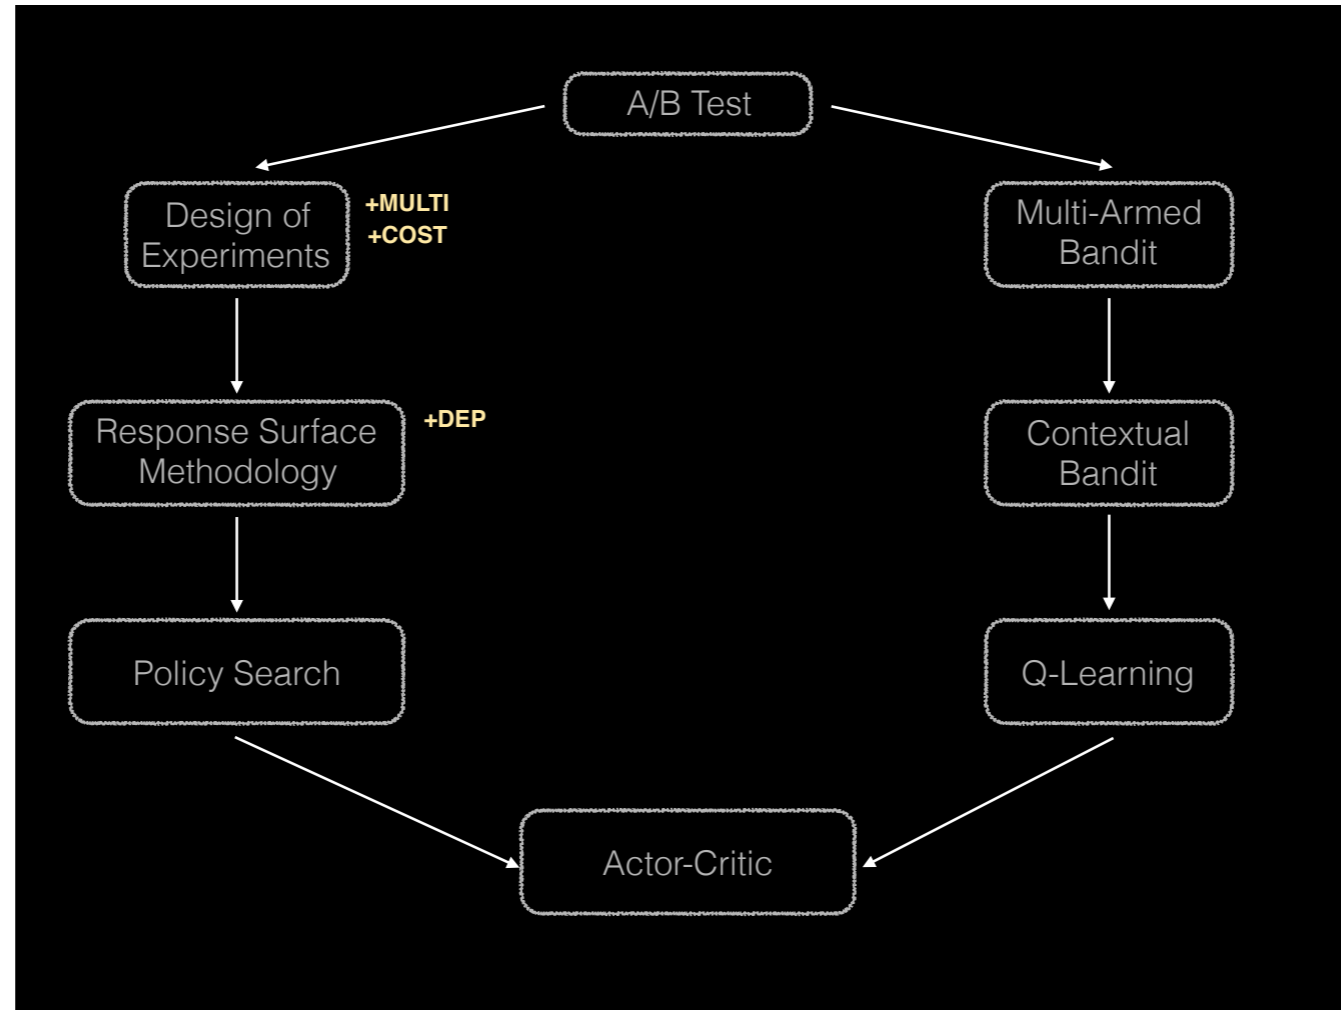 A/B Test
Design of
Experiments
+MULTI
+COST
Multi-Armed
Bandit
Response Surface
Methodology
+DEP
Contextual
Bandit
Policy Search
Q-Learning
Actor-Critic